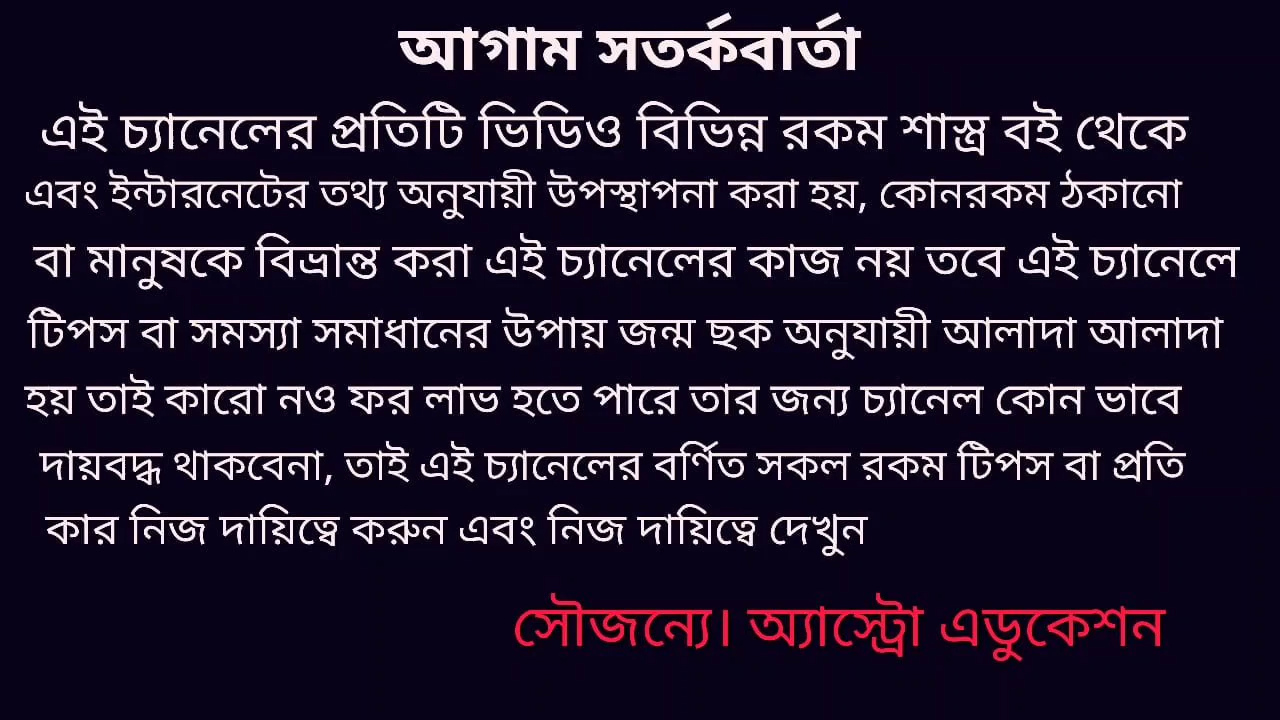 আগাম সতর্কবার্তা
এই চ্যানেলের প্রতিটি ভিডিও বিভিন্ন রকম শাস্ত্র বই থেকে
এবং ইন্টারনেটের তথ্য অনুযায়ী উপস্থাপনা করা হয়, কোনরকম ঠকানো
বা মানুষকে বিভ্রান্ত করা এই চ্যানেলের কাজ নয় তবে এই চ্যানেলে
টিপস বা সমস্যা সমাধানের উপায় জন্ম ছক অনুযায়ী আলাদা আলাদা
হয় তাই কারো নও ফর লাভ হতে পারে তার জন্য চ্যানেল কোন ভাবে
দায়বদ্ধ থাকবেনা, তাই এই চ্যানেলের বর্ণিত সকল রকম টিপস বা প্রতি
কার নিজ দায়িত্বে করুন এবং নিজ দায়িত্বে দেখুন
সৌজন্যে। অ্যাস্ট্রো এডুকেশন